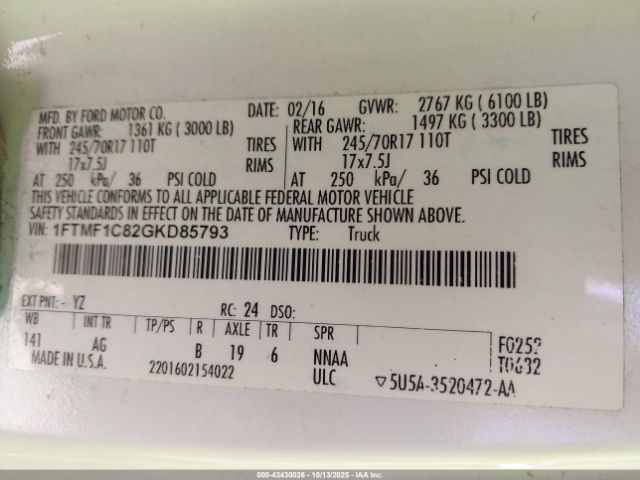 MFD. BY FORD MOTOR CO. DATE: 02/16 GVWR: 2767 KG ( 6100 LB)
FRONT GAWR: 1361 KG ( 3000 LB) REAR GAWR: 1497 KG ( 3300 LB)
WITH 245/70R17 110T TIRES WITH 245/70R17 110T TIRES
17x7.5J RIMS 17x7.5J RIMS
AT 250 kPa/ 36 PSI COLD AT 250 kPa/ 36 PSI COLD
THIS VEHICLE CONFORMS TO ALL APPLICABLE FEDERAL MOTOR VEHICLE
SAFETY STANDARDS IN EFFECT ON THE DATE OF MANUFACTURE SHOWN ABOVE.
VIN: 1FTMF1C82GKD85793 TYPE: Truck
EXT PNT: - YZ RC: 24 DSO:
WB INT TR TP/PS R AXLE TR SPR
141 AG B 19 6 NNAA
F0252
T0632
MADE IN U.S.A. 2201602154022 ULC ▽5U5A-3520472-AA
000-43430026 - 10/13/2025 - IAA Inc.